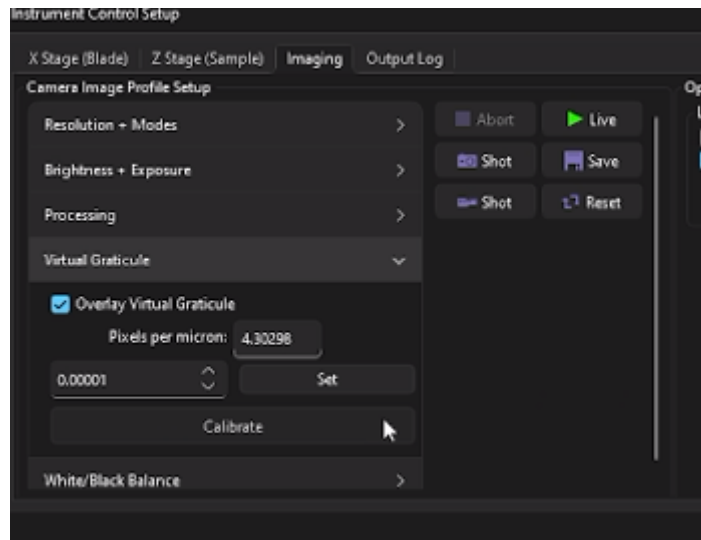 Instrument Control Setup
X Stage (Blade) Z Stage (Sample) Imaging Output Log
Camera Image Profile Setup
Resolution + Modes
Abort Live
Brightness + Exposure
Shot Save
Processing
Shot Reset
Virtual Graticule
Overlay Virtual Graticule
Pixels per micron: 4.30298
0.00001 Set
Calibrate
White/Black Balance